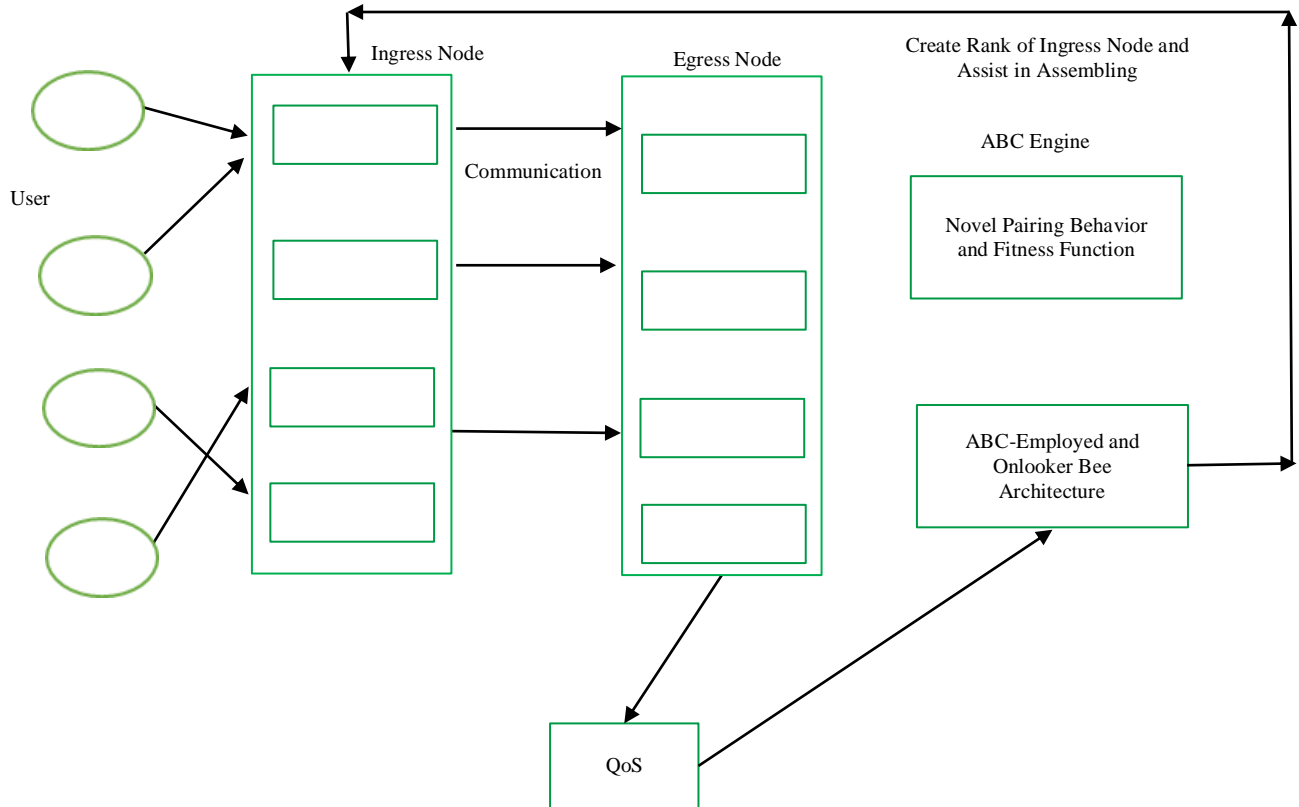 Ingress Node
Egress Node
Create Rank of Ingress Node and
Assist in Assembling
User
Communication
ABC Engine
Novel Pairing Behavior
and Fitness Function
ABC-Employed and
Onlooker Bee
Architecture
QoS